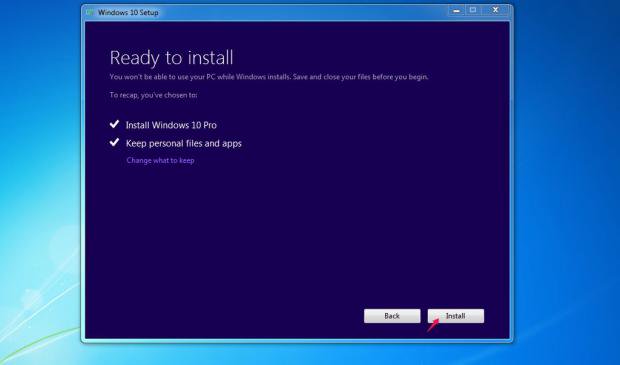 Windows 10 Setup
Ready to install
You won't be able to use your PC while Windows installs. Save and close your files before you begin.
To recap, you've chosen to:
Install Windows 10 Pro
Keep personal files and apps
Change what to keep
Back Install